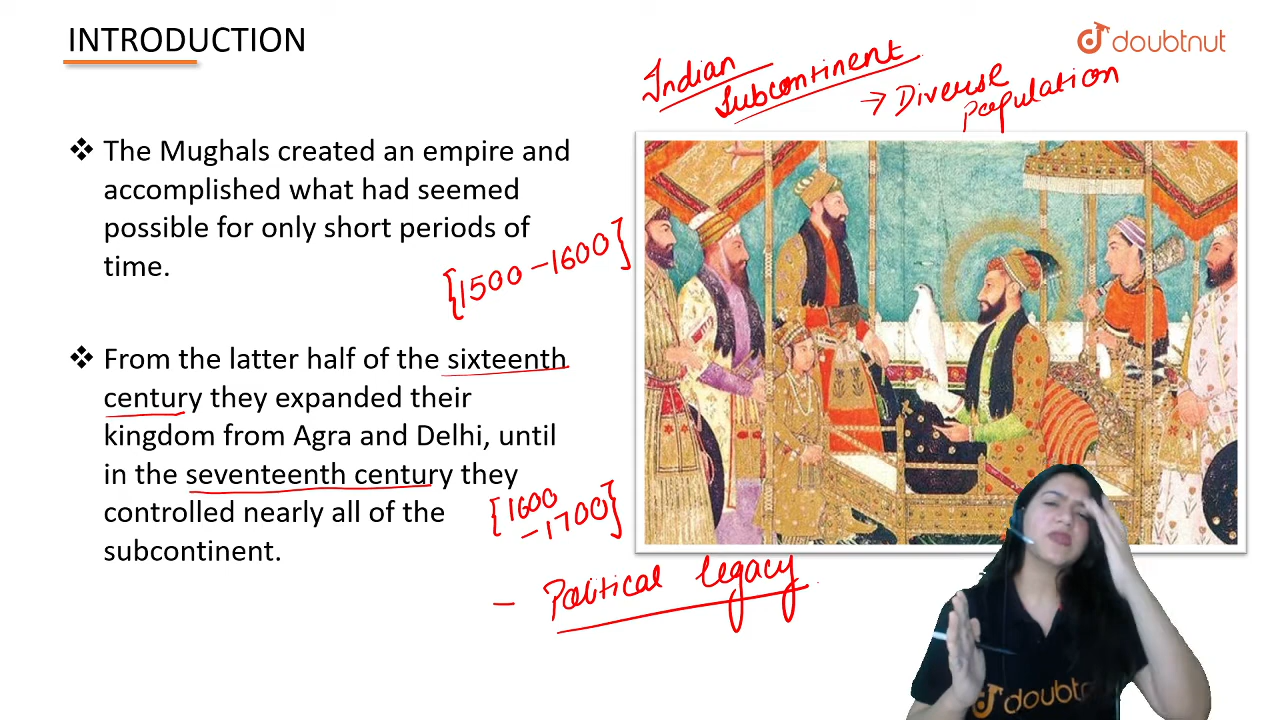 INTRODUCTION
doubtnut
Indian
Subcontinent
→ Diverse
Population
❖ The Mughals created an empire and
accomplished what had seemed
possible for only short periods of
time.
[1500-1600]
❖ From the latter half of the sixteenth
century they expanded their
kingdom from Agra and Delhi, until
in the seventeenth century they
controlled nearly all of the
subcontinent.
[1600
-1700]
- Political legacy
doubtn